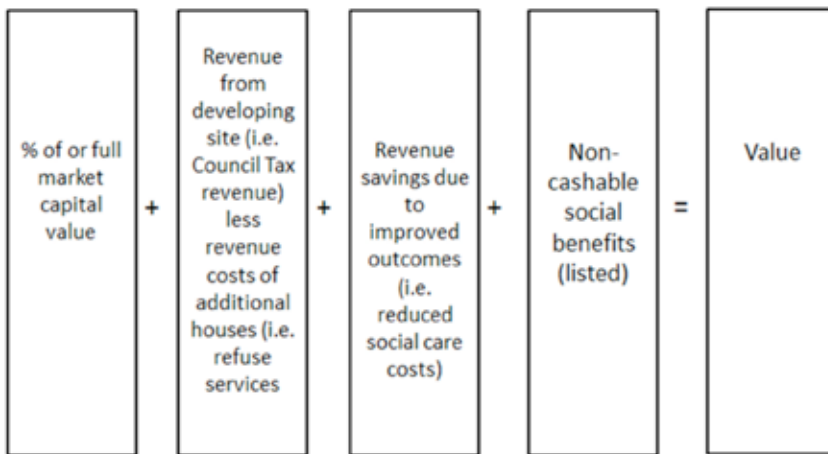 % of or full
market
capital
value
+
Revenue
from
developing
site (i.e.
Council Tax
revenue)
less
revenue
costs of
additional
houses (i.e.
refuse
services
+
Revenue
savings due
to
improved
outcomes
(i.e.
reduced
social care
costs)
+
Non-
cashable
social
benefits
(listed)
=
Value